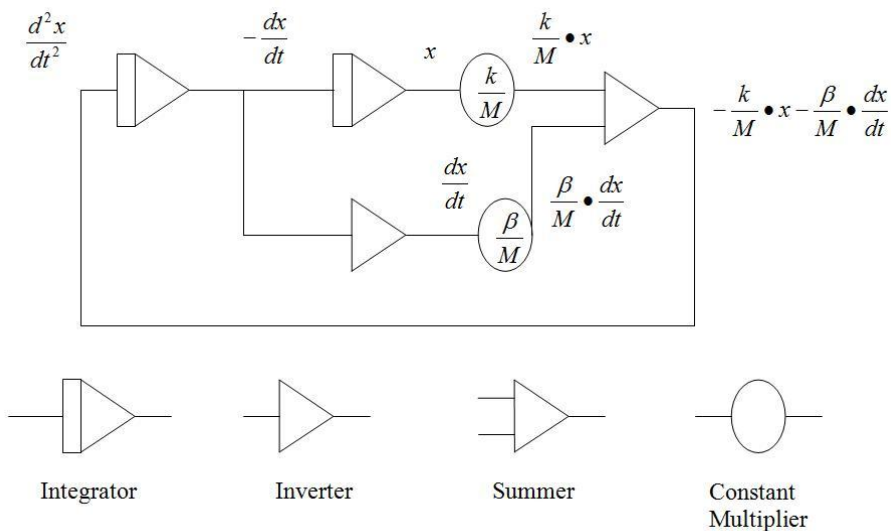 d²x/dt²
− dx/dt
x
k/M • x
k/M
− k/M • x − β/M • dx/dt
dx/dt
β/M
β/M • dx/dt
Integrator
Inverter
Summer
Constant
Multiplier